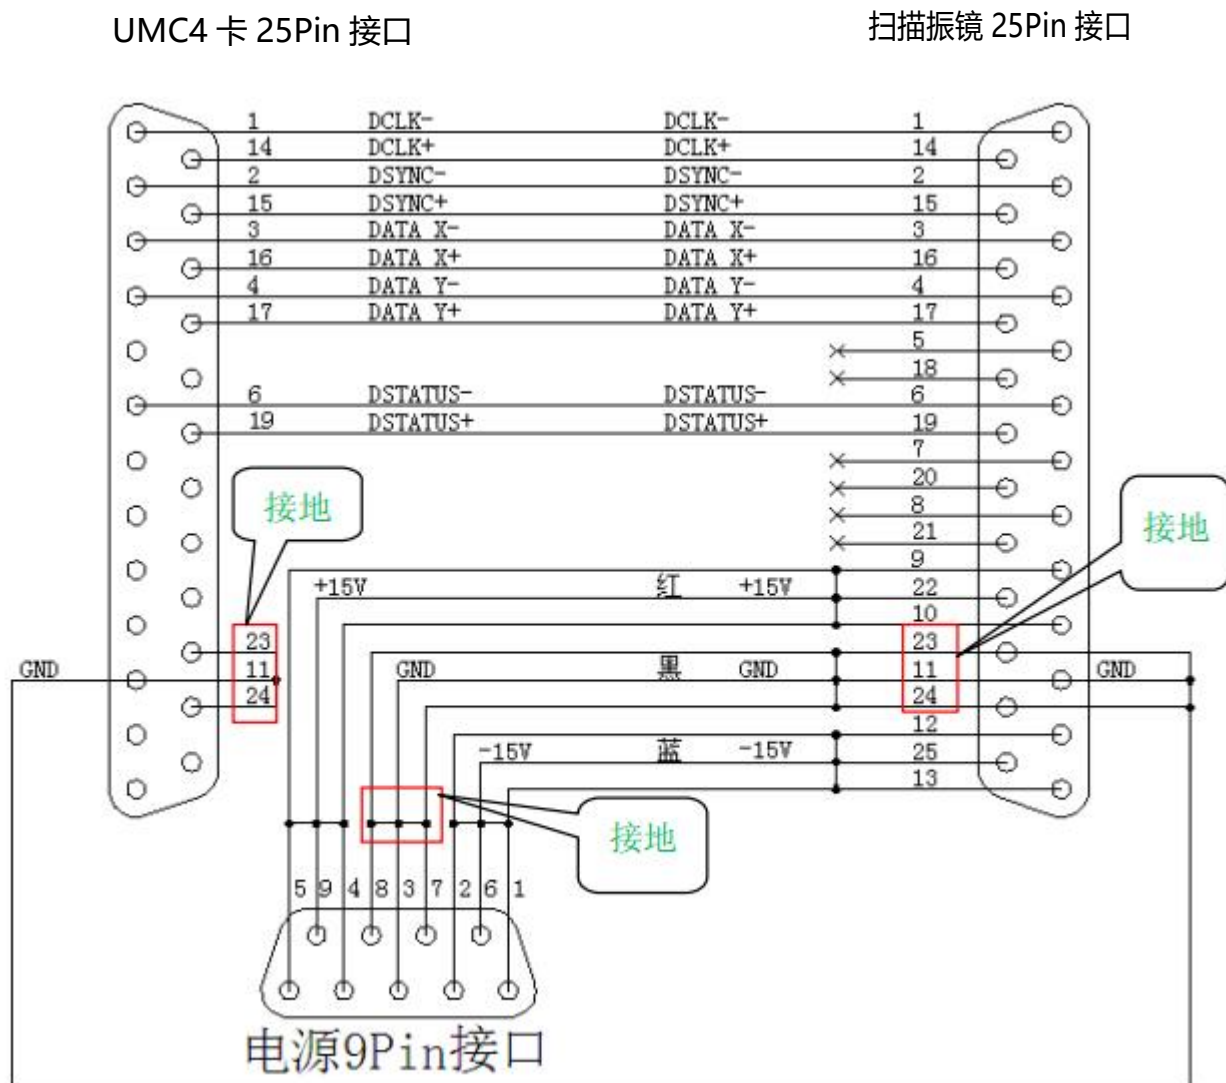 UMC4 卡 25Pin 接口
扫描振镜 25Pin 接口
1 DCLK- DCLK- 1
14 DCLK+ DCLK+ 14
2 DSYNC- DSYNC- 2
15 DSYNC+ DSYNC+ 15
3 DATA X- DATA X- 3
16 DATA X+ DATA X+ 16
4 DATA Y- DATA Y- 4
17 DATA Y+ DATA Y+ 17
5
18
6 DSTATUS- DSTATUS- 6
19 DSTATUS+ DSTATUS+ 19
7
20
8
21
接地
接地
9
+15V 红 +15V 22
10
23 23
GND 11 GND 黑 GND 11 GND
24 24
12
-15V 蓝 -15V 25
13
接地
5 9 4 8 3 7 2 6 1
电源9Pin接口